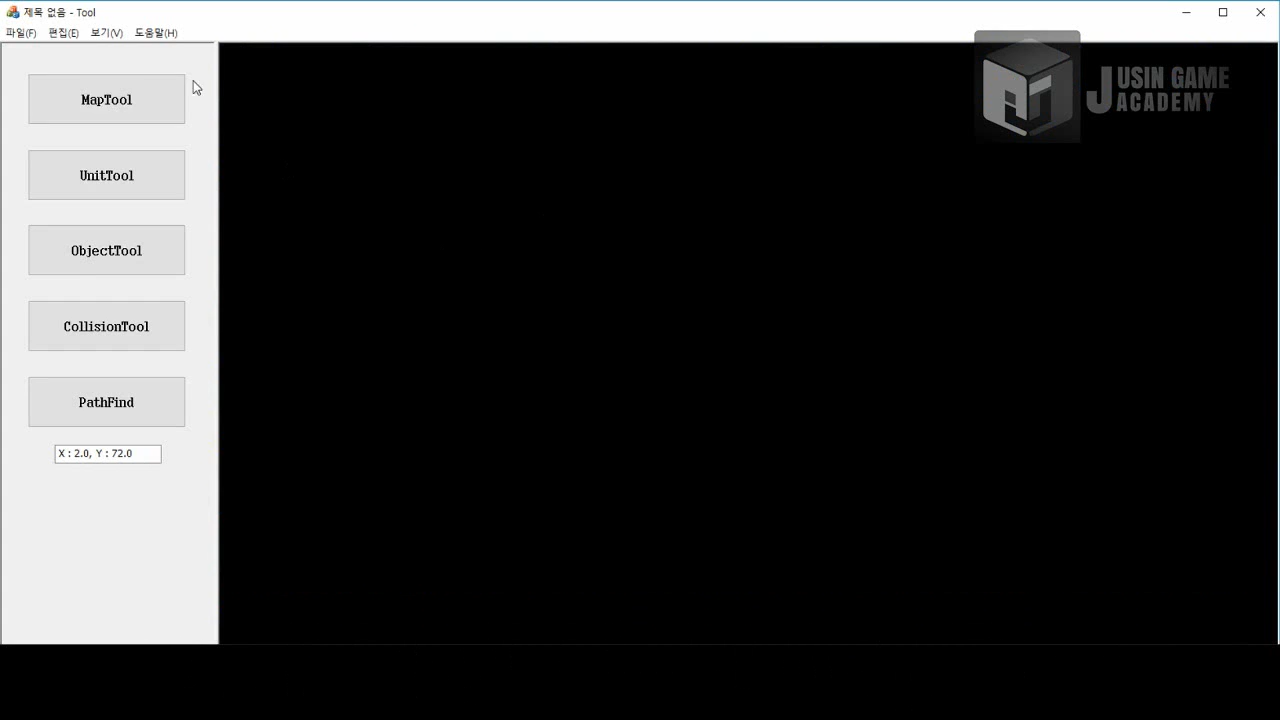 제목 없음 - Tool
파일(F) 편집(E) 보기(V) 도움말(H)
JUSIN GAME
ACADEMY
MapTool
UnitTool
ObjectTool
CollisionTool
PathFind
X : 2.0, Y : 72.0